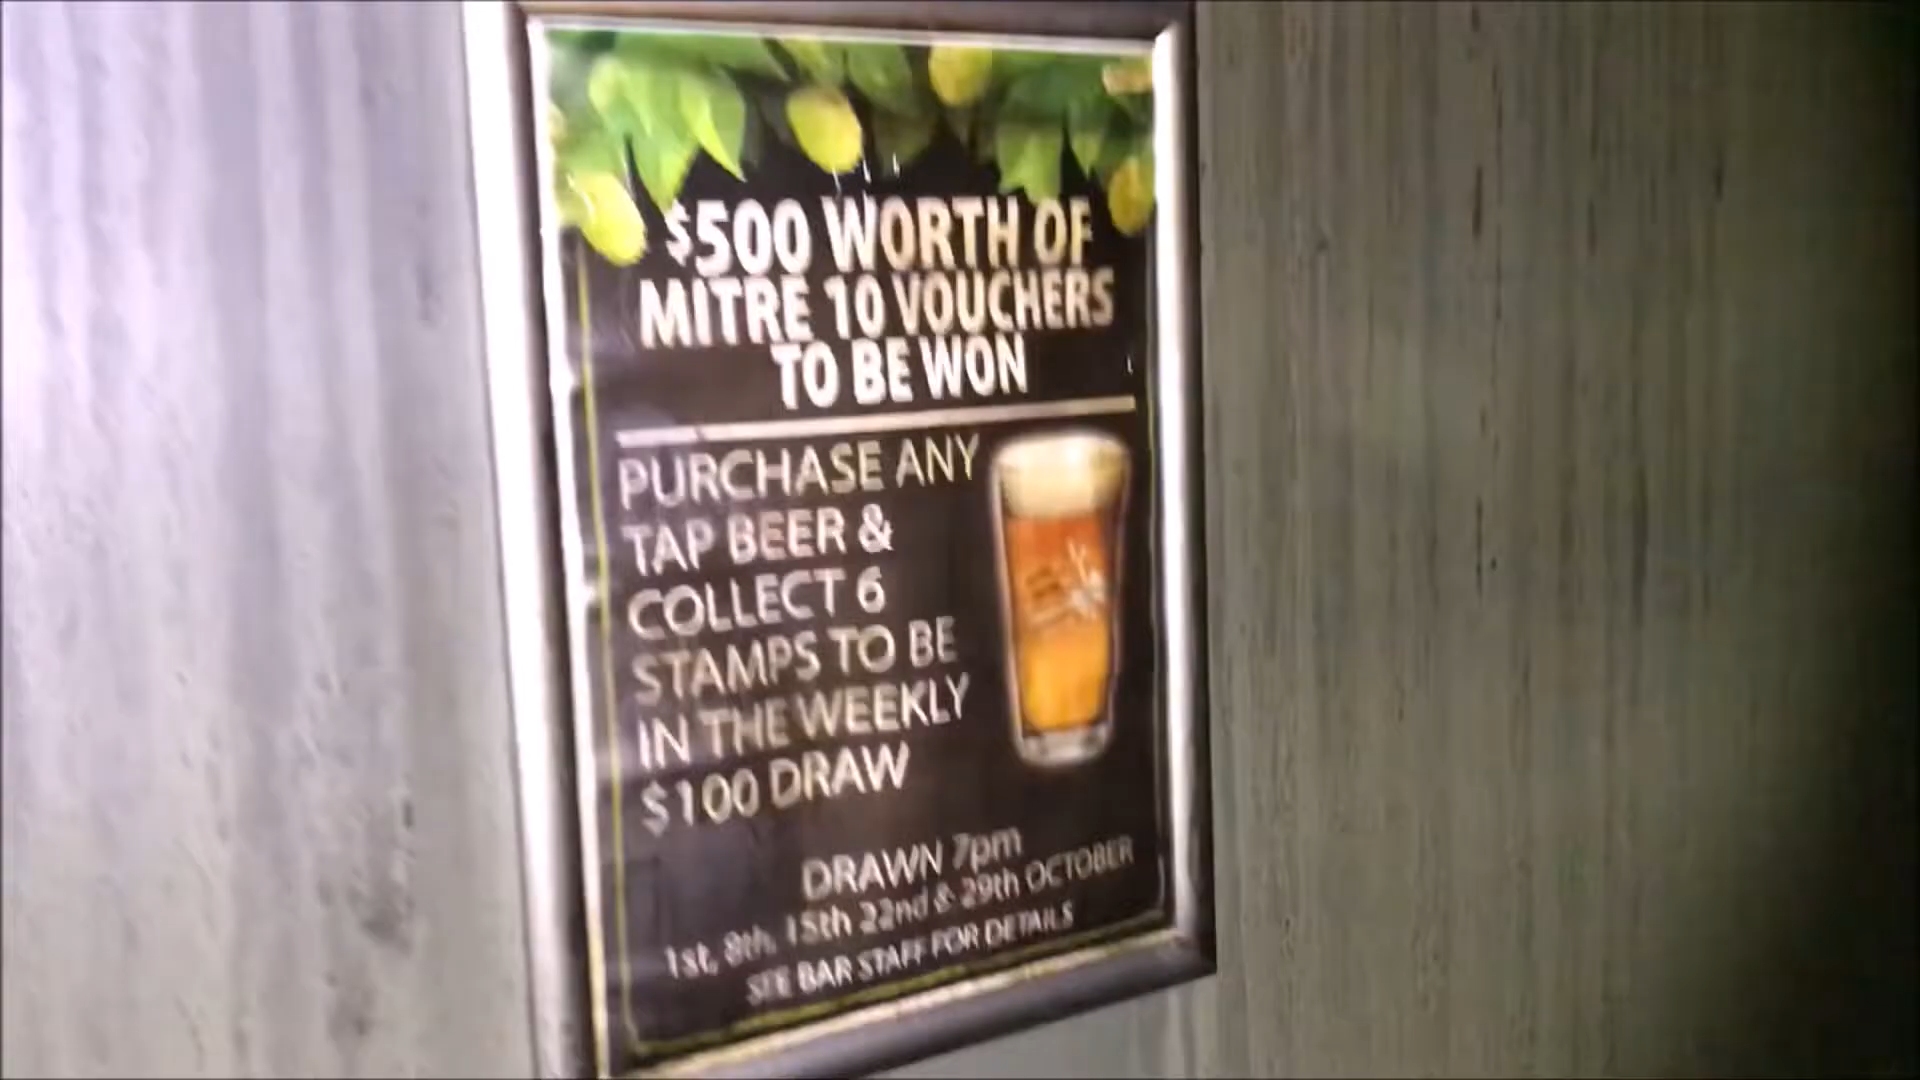 $500 WORTH OF
MITRE 10 VOUCHERS
TO BE WON
PURCHASE ANY
TAP BEER &
COLLECT 6
STAMPS TO BE
IN THE WEEKLY
$100 DRAW
DRAWN 7pm
1st, 8th, 15th 22nd & 29th OCTOBER
SEE BAR STAFF FOR DETAILS